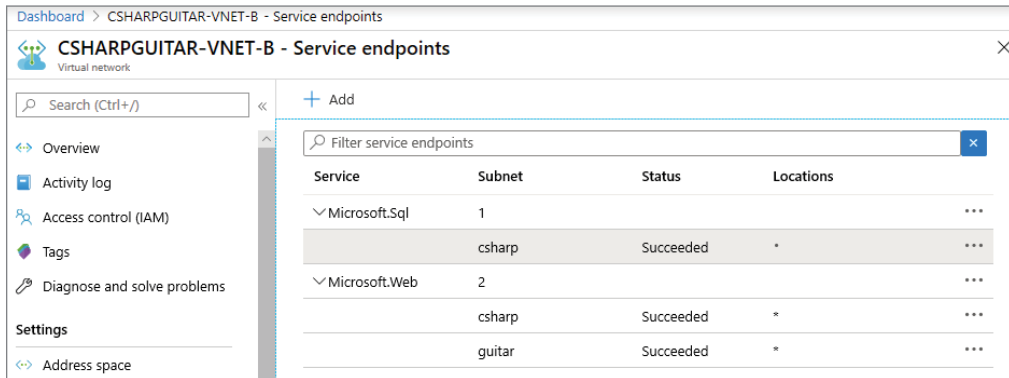 Dashboard > CSHARPGUITAR-VNET-B - Service endpoints
CSHARPGUITAR-VNET-B - Service endpoints
Virtual network
Search (Ctrl+/)
Overview
Activity log
Access control (IAM)
Tags
Diagnose and solve problems
Settings
Address space
+ Add
Filter service endpoints
Service Subnet Status Locations
Microsoft.Sql 1
csharp Succeeded *
Microsoft.Web 2
csharp Succeeded *
guitar Succeeded *